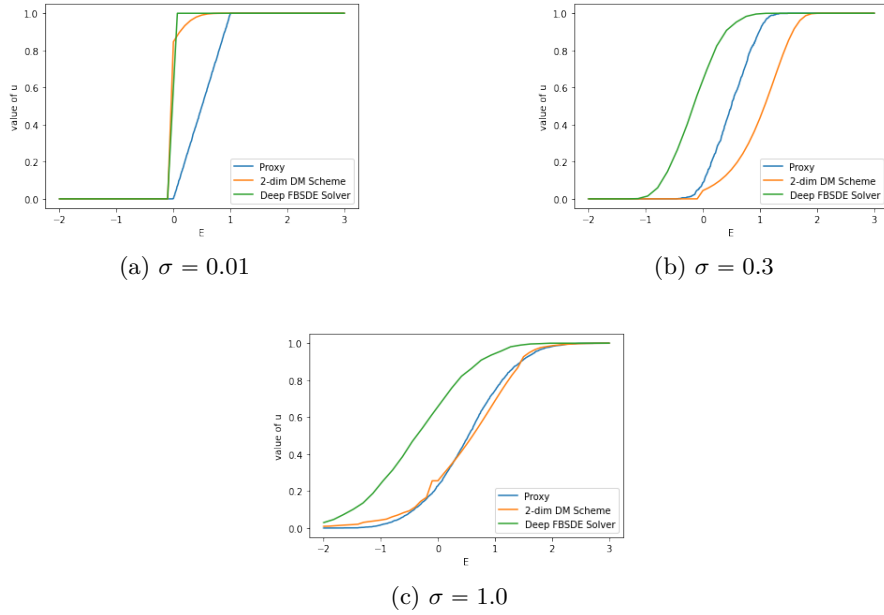 1.0
0.8
0.6
0.4
0.2
0.0
value of u
Proxy
2-dim DM Scheme
Deep FBSDE Solver
-2 -1 0 1 2 3
E
(a) σ = 0.01
1.0
0.8
0.6
0.4
0.2
0.0
value of u
Proxy
2-dim DM Scheme
Deep FBSDE Solver
−2 −1 0 1 2 3
E
(b) σ = 0.3
1.0
0.8
0.6
0.4
0.2
0.0
value of u
Proxy
2-dim DM Scheme
Deep FBSDE Solver
−2 −1 0 1 2 3
E
(c) σ = 1.0